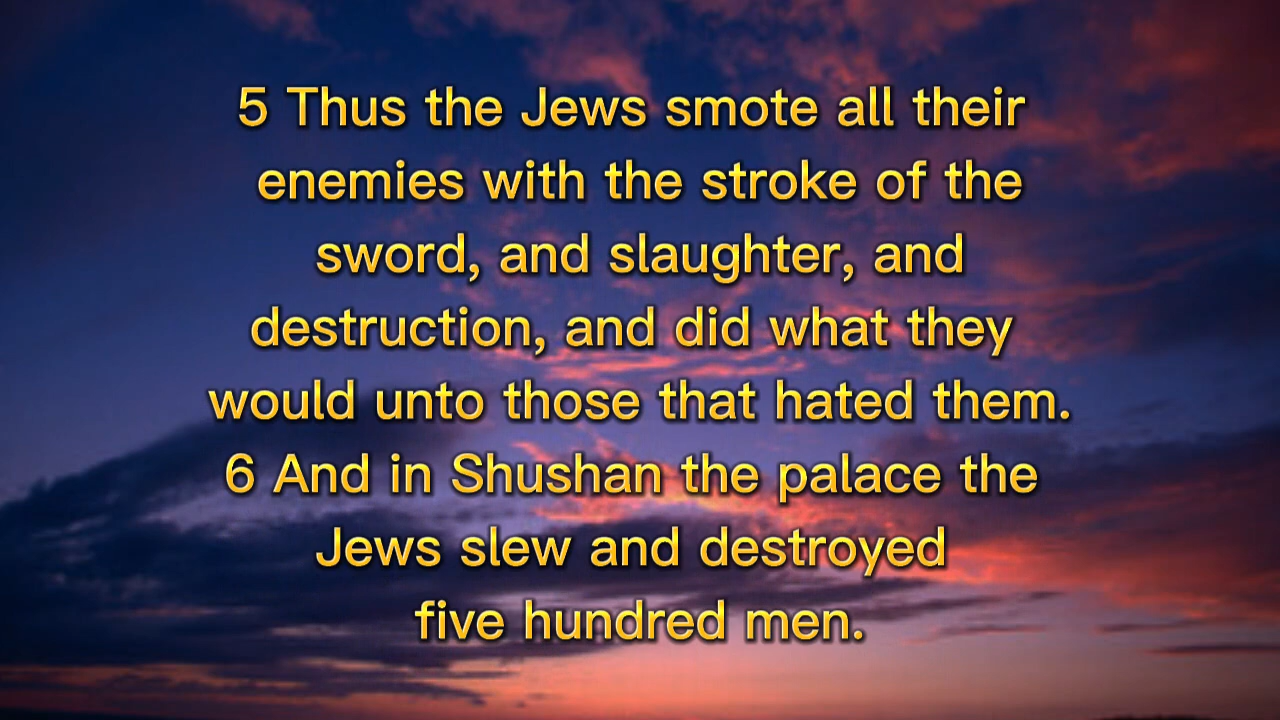 5 Thus the Jews smote all their
enemies with the stroke of the
sword, and slaughter, and
destruction, and did what they
would unto those that hated them.
6 And in Shushan the palace the
Jews slew and destroyed
five hundred men.